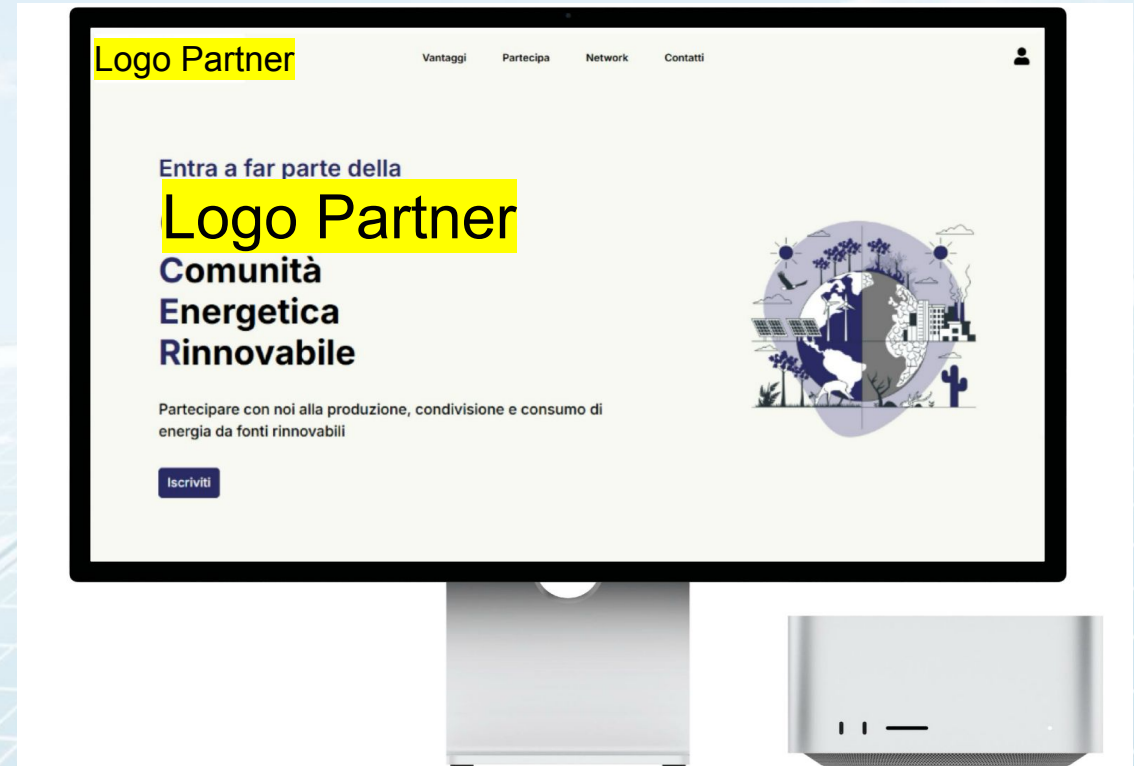 Logo Partner
Vantaggi Partecipa Network Contatti
Entra a far parte della
Logo Partner
Comunità
Energetica
Rinnovabile
Partecipare con noi alla produzione, condivisione e consumo di
energia da fonti rinnovabili
Iscriviti